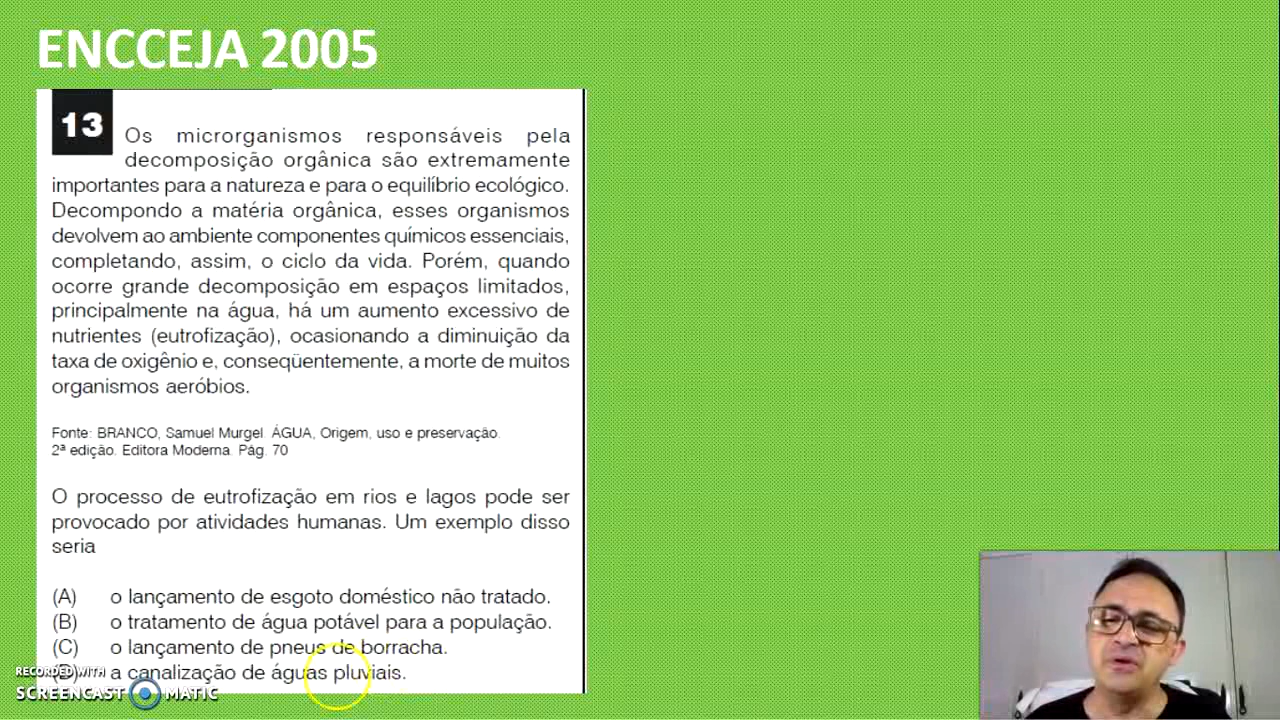 ENCCEJA 2005
13
Os microrganismos responsáveis pela
decomposição orgânica são extremamente
importantes para a natureza e para o equilíbrio ecológico.
Decompondo a matéria orgânica, esses organismos
devolvem ao ambiente componentes químicos essenciais,
completando, assim, o ciclo da vida. Porém, quando
ocorre grande decomposição em espaços limitados,
principalmente na água, há um aumento excessivo de
nutrientes (eutrofização), ocasionando a diminuição da
taxa de oxigênio e, conseqüentemente, a morte de muitos
organismos aeróbios.
Fonte: BRANCO, Samuel Murgel. ÁGUA, Origem, uso e preservação.
2ª edição. Editora Moderna. Pág. 70
O processo de eutrofização em rios e lagos pode ser
provocado por atividades humanas. Um exemplo disso
seria
(A) o lançamento de esgoto doméstico não tratado.
(B) o tratamento de água potável para a população.
(C) o lançamento de pneus de borracha.
(D) a canalização de águas pluviais.
RECORDED WITH
SCREENCAST MATIC